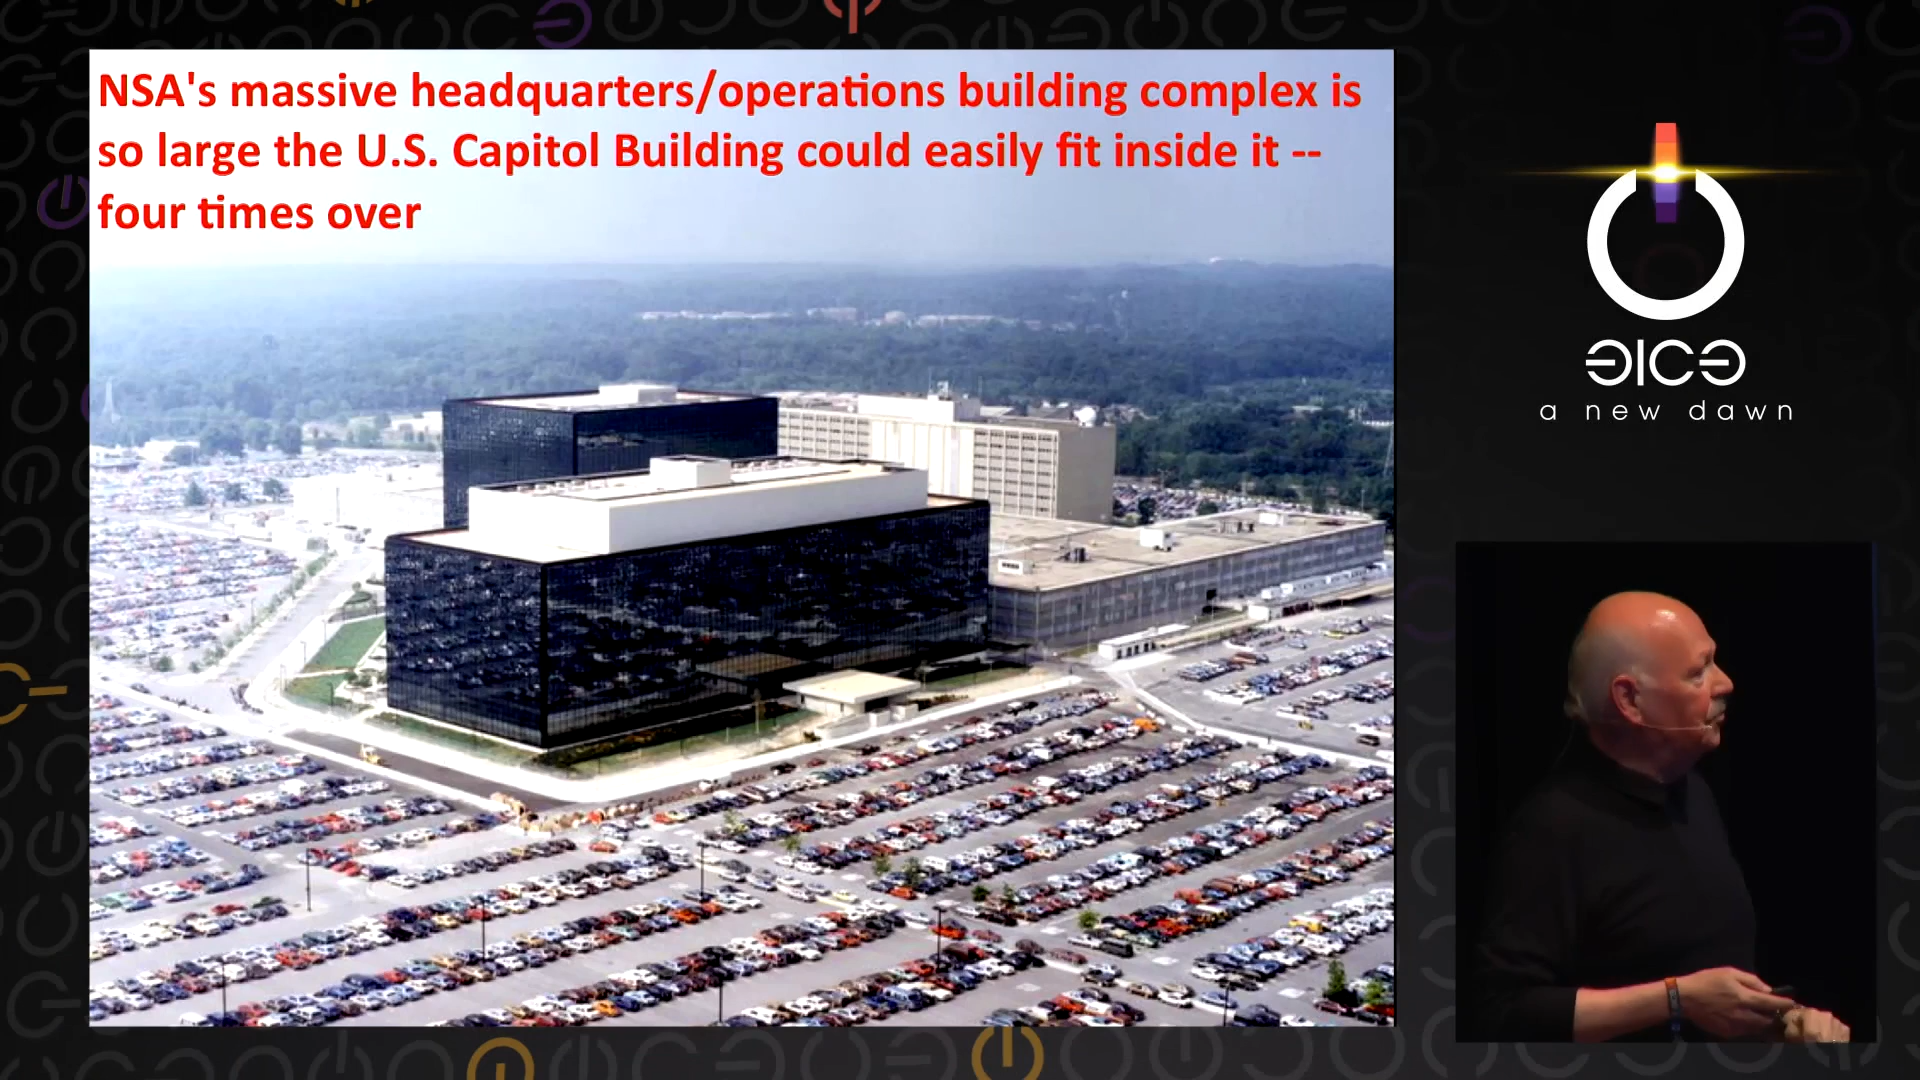 NSA's massive headquarters/operations building complex is
so large the U.S. Capitol Building could easily fit inside it --
four times over
eice
a new dawn